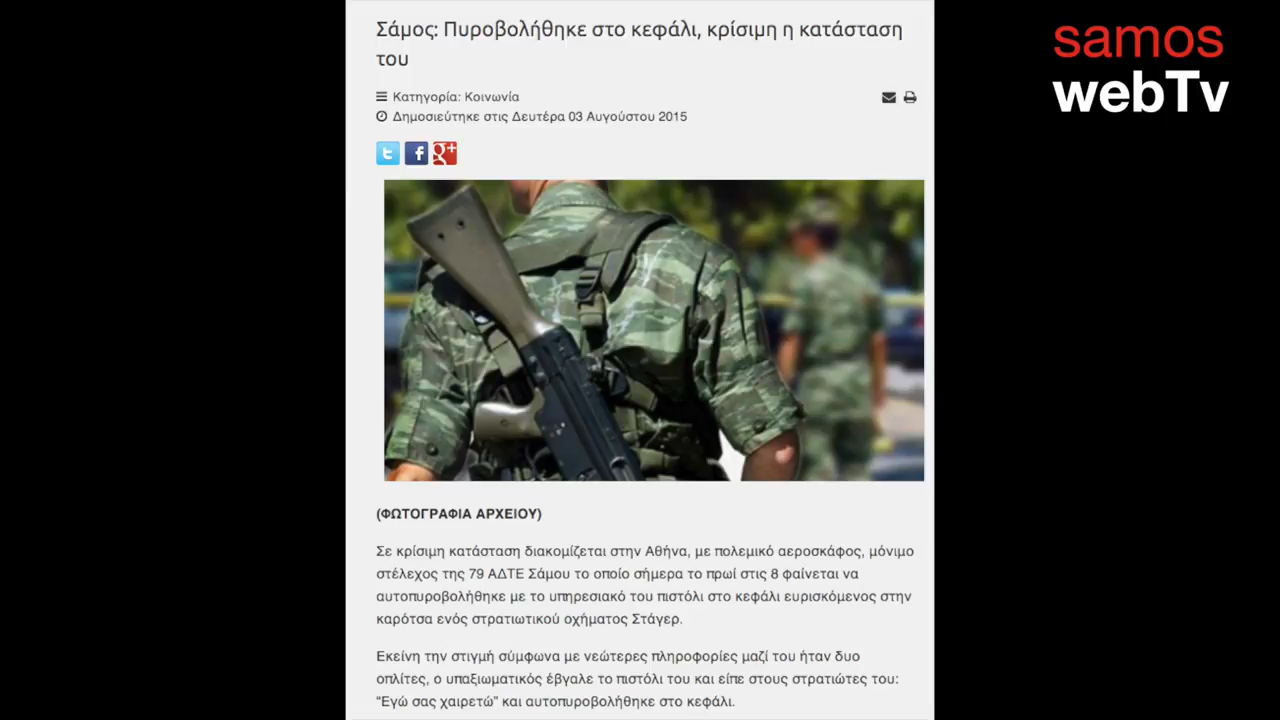 Σάμος: Πυροβολήθηκε στο κεφάλι, κρίσιμη η κατάσταση
του
Κατηγορία: Κοινωνία
Δημοσιεύτηκε στις Δευτέρα 03 Αυγούστου 2015
samos
webTv
(ΦΩΤΟΓΡΑΦΙΑ ΑΡΧΕΙΟΥ)
Σε κρίσιμη κατάσταση διακομίζεται στην Αθήνα, με πολεμικό αεροσκάφος, μόνιμο
στέλεχος της 79 ΑΔΤΕ Σάμου το οποίο σήμερα το πρωί στις 8 φαίνεται να
αυτοπυροβολήθηκε με το υπηρεσιακό του πιστόλι στο κεφάλι ευρισκόμενος στην
καρότσα ενός στρατιωτικού οχήματος Στάγερ.
Εκείνη την στιγμή σύμφωνα με νεώτερες πληροφορίες μαζί του ήταν δυο
οπλίτες, ο υπαξιωματικός έβγαλε το πιστόλι του και είπε στους στρατιώτες του:
“Εγώ σας χαιρετώ” και αυτοπυροβολήθηκε στο κεφάλι.